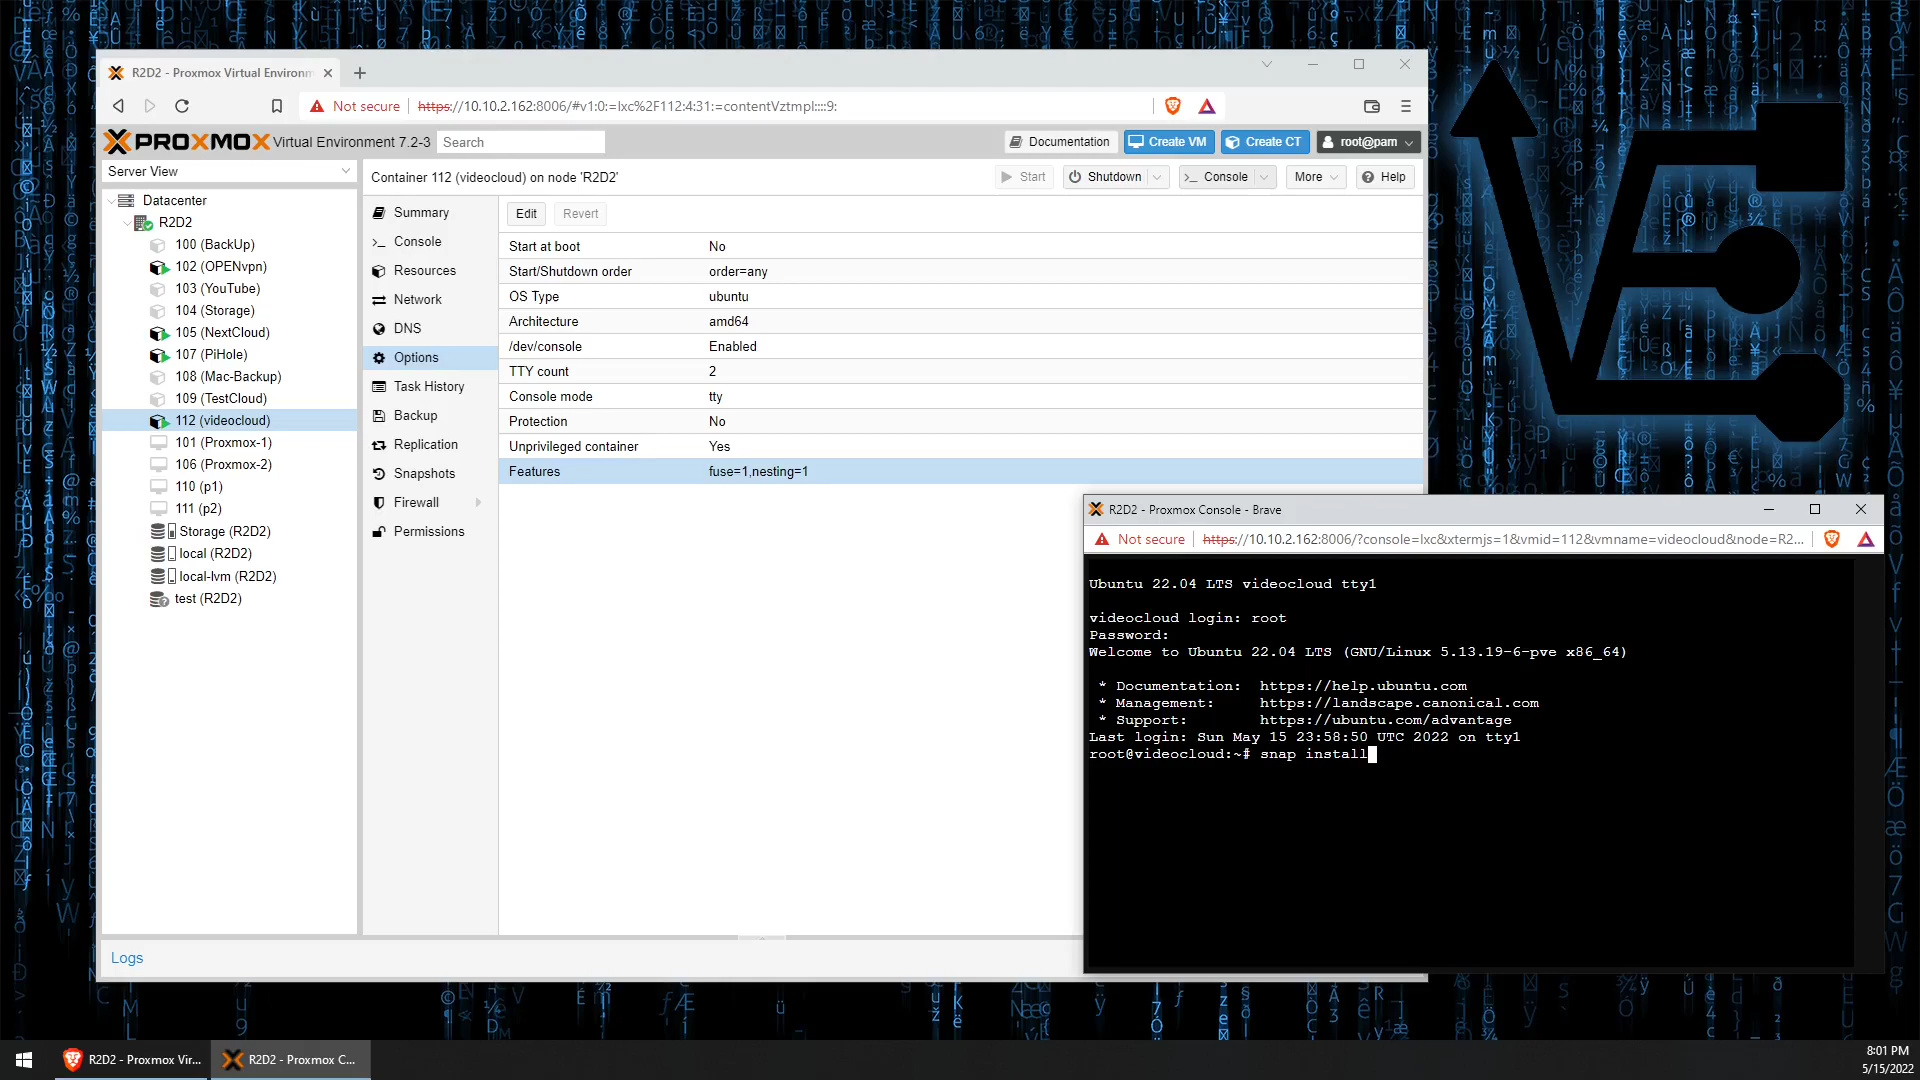 R2D2 - Proxmox Virtual Environm
Not secure
https://10.10.2.162:8006/#v1:0:=lxc%2F112:4:31:=contentVztmpl::::9:
PROXMOX Virtual Environment 7.2-3
Search
Documentation
Create VM
Create CT
root@pam
Server View
Container 112 (videocloud) on node 'R2D2'
Start
Shutdown
Console
More
Help
Datacenter
R2D2
100 (BackUp)
102 (OPENvpn)
103 (YouTube)
104 (Storage)
105 (NextCloud)
107 (PiHole)
108 (Mac-Backup)
109 (TestCloud)
112 (videocloud)
101 (Proxmox-1)
106 (Proxmox-2)
110 (p1)
111 (p2)
Storage (R2D2)
local (R2D2)
local-lvm (R2D2)
test (R2D2)
Summary
Console
Resources
Network
DNS
Options
Task History
Backup
Replication
Snapshots
Firewall
Permissions
Edit
Revert
Start at boot No
Start/Shutdown order order=any
OS Type ubuntu
Architecture amd64
/dev/console Enabled
TTY count 2
Console mode tty
Protection No
Unprivileged container Yes
Features fuse=1,nesting=1
Logs
R2D2 - Proxmox Console - Brave
Not secure
https://10.10.2.162:8006/?console=lxc&xtermjs=1&vmid=112&vmname=videocloud&node=R2...
Ubuntu 22.04 LTS videocloud tty1
videocloud login: root
Password:
Welcome to Ubuntu 22.04 LTS (GNU/Linux 5.13.19-6-pve x86_64)
* Documentation: https://help.ubuntu.com
* Management: https://landscape.canonical.com
* Support: https://ubuntu.com/advantage
Last login: Sun May 15 23:58:50 UTC 2022 on tty1
root@videocloud:~# snap install
R2D2 - Proxmox Vir...
R2D2 - Proxmox C...
8:01 PM
5/15/2022